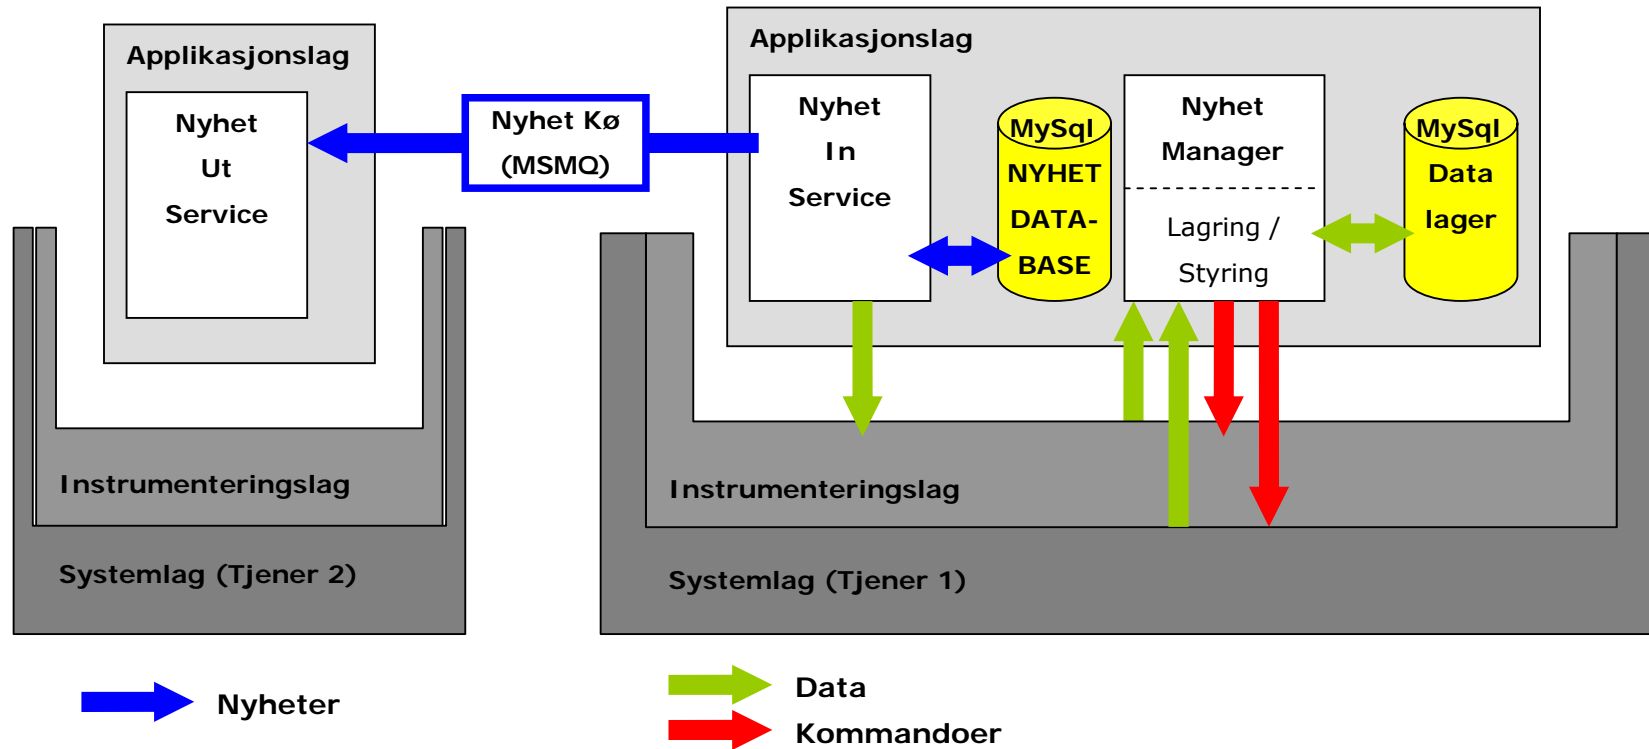 Applikasjonslag
Nyhet
Ut
Service
Nyhet Kø
(MSMQ)
Applikasjonslag
Nyhet
In
Service
MySql
NYHET
DATA-
BASE
Nyhet
Manager
Lagring /
Styring
MySql
Data
lager
Instrumenteringslag
Systemlag (Tjener 2)
Instrumenteringslag
Systemlag (Tjener 1)
Nyheter
Data
Kommandoer